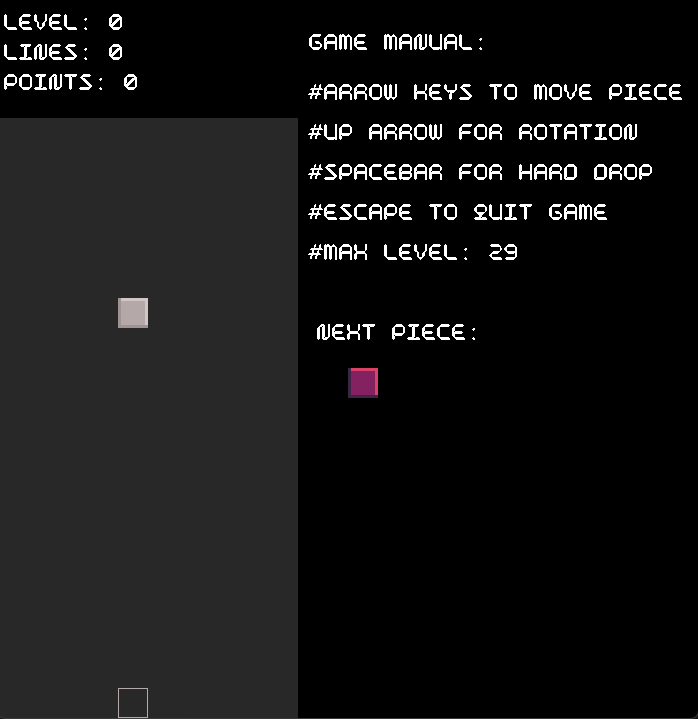 LEVEL: 0
LINES: 0
POINTS: 0
GAME MANUAL:
#ARROW KEYS TO MOVE PIECE
#UP ARROW FOR ROTATION
#SPACEBAR FOR HARD DROP
#ESCAPE TO QUIT GAME
#MAX LEVEL: 29
NEXT PIECE: